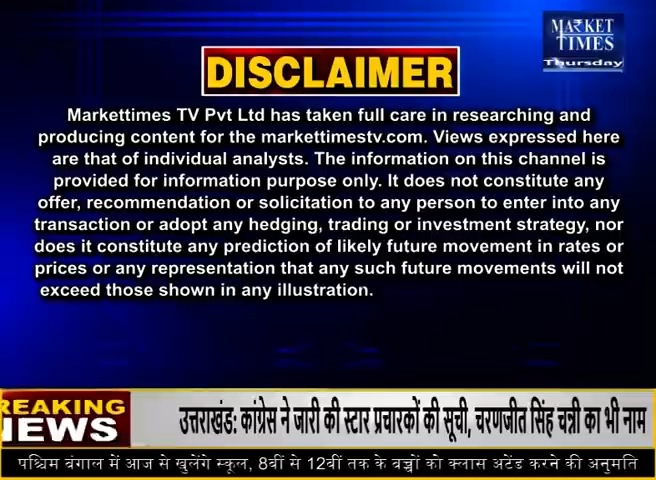 MARKET
TIMES
Thursday
DISCLAIMER
Markettimes TV Pvt Ltd has taken full care in researching and
producing content for the markettimestv.com. Views expressed here
are that of individual analysts. The information on this channel is
provided for information purpose only. It does not constitute any
offer, recommendation or solicitation to any person to enter into any
transaction or adopt any hedging, trading or investment strategy, nor
does it constitute any prediction of likely future movement in rates or
prices or any representation that any such future movements will not
exceed those shown in any illustration.
REAKING
NEWS
उत्तराखंड: कांग्रेस ने जारी की स्टार प्रचारकों की सूची, चरणजीत सिंह चन्नी का भी नाम
पश्चिम बंगाल में आज से खुलेंगे स्कूल, 8वीं से 12वीं तक के बच्चों को क्लास अटेंड करने की अनुमति